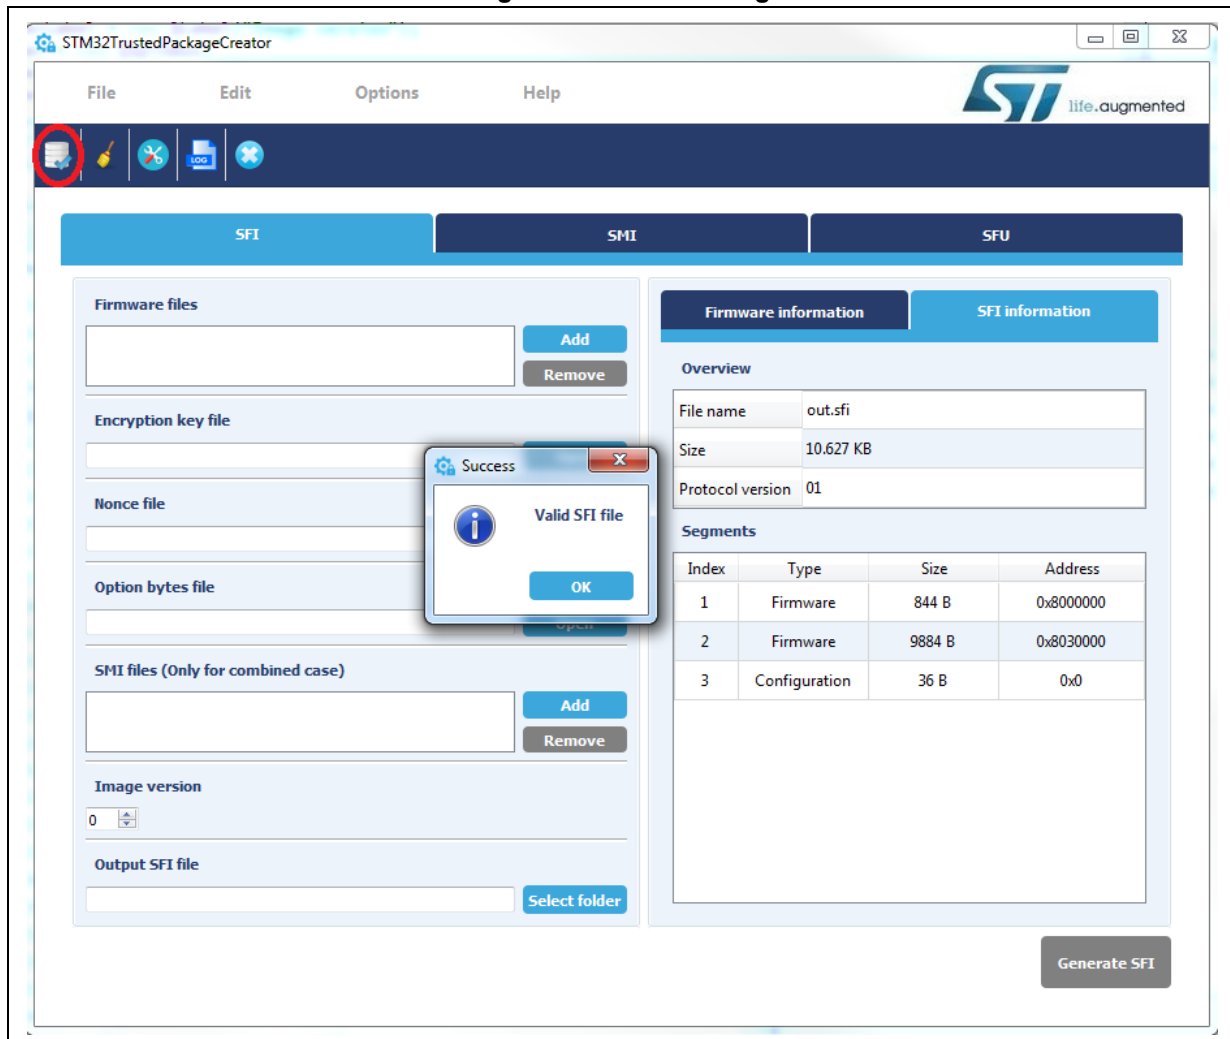 STM32TrustedPackageCreator
File Edit Options Help
life.augmented
LOG
SFI SMI SFU
Firmware files
Add
Remove
Encryption key file
Nonce file
Option bytes file
Open
SMI files (Only for combined case)
Add
Remove
Image version
0
Output SFI file
Select folder
Success
Valid SFI file
OK
Firmware information SFI information
Overview
File name out.sfi
Size 10.627 KB
Protocol version 01
Segments
Index Type Size Address
1 Firmware 844 B 0x8000000
2 Firmware 9884 B 0x8030000
3 Configuration 36 B 0x0
Generate SFI